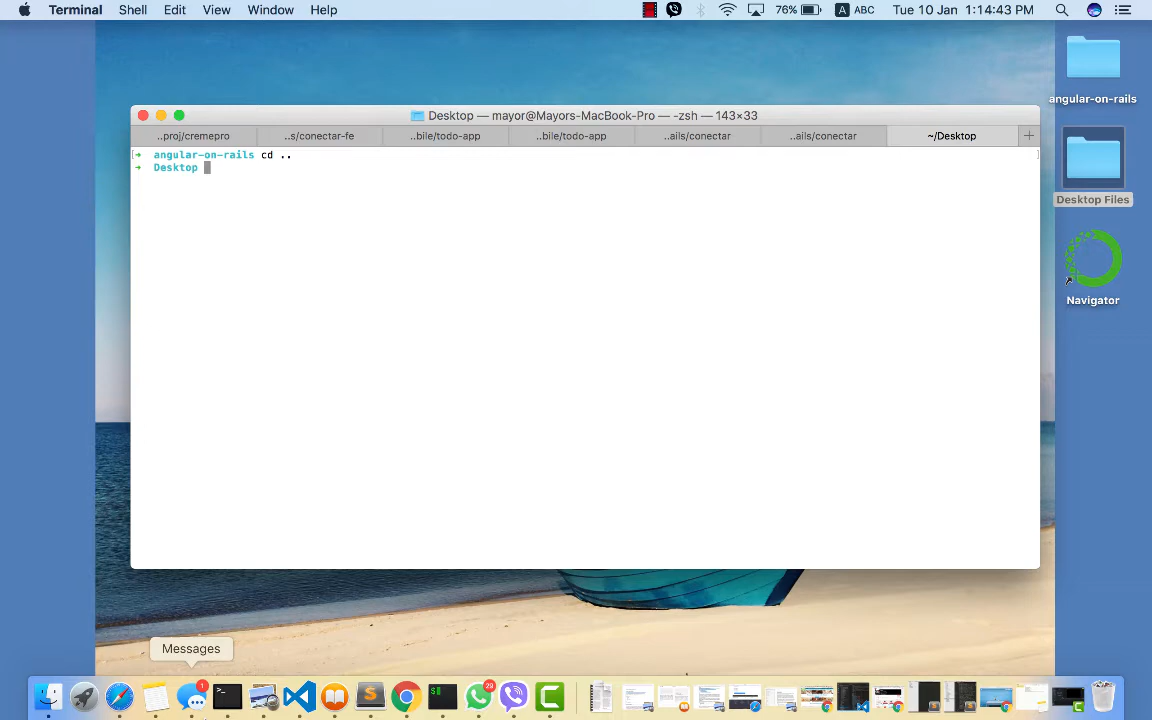 Terminal Shell Edit View Window Help 76% A ABC Tue 10 Jan 1:14:43 PM
angular-on-rails
Desktop — mayor@Mayors-MacBook-Pro — -zsh — 143×33
..proj/cremepro ..s/conectar-fe ..bile/todo-app ..bile/todo-app ..ails/conectar ..ails/conectar ~/Desktop +
angular-on-rails cd ..
Desktop
Desktop Files
Navigator
Messages
1
29